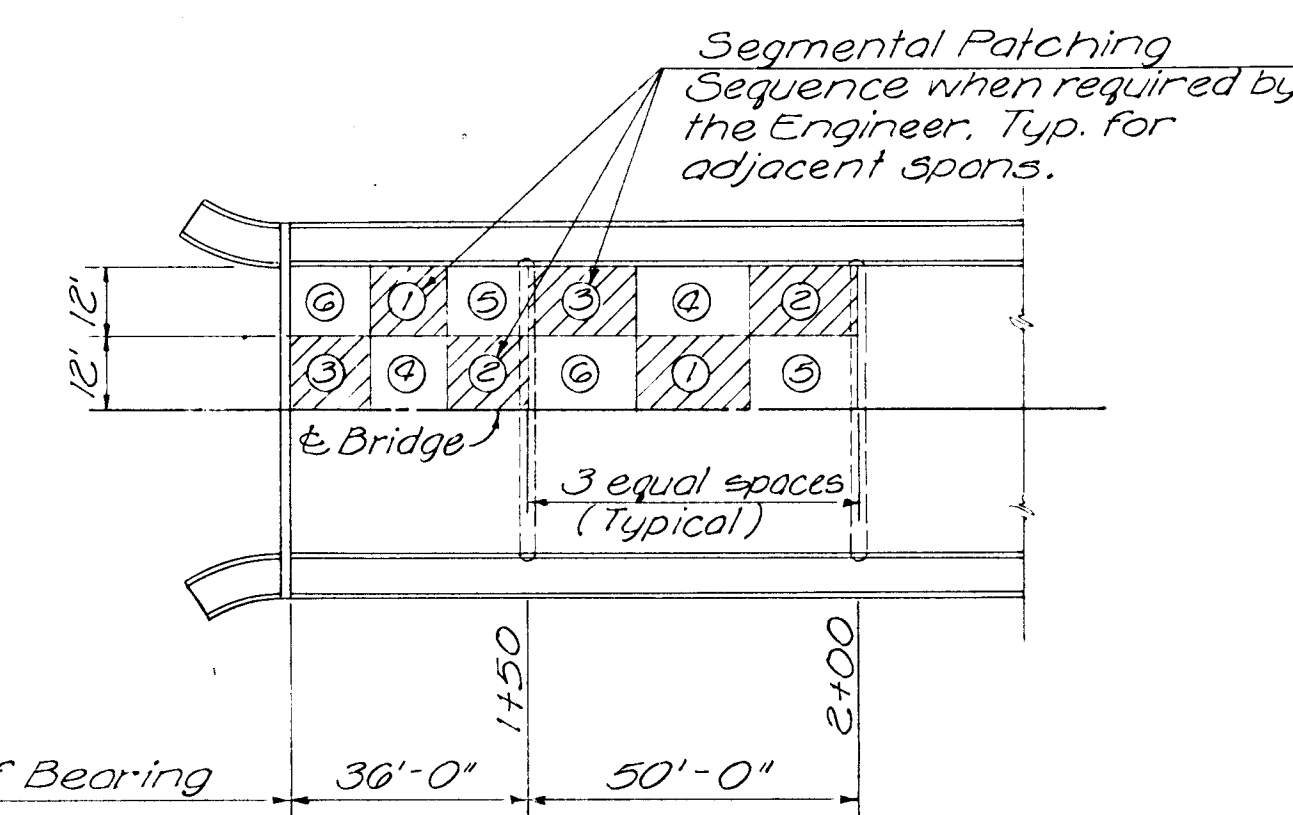 Segmental Patching
Sequence when required by
the Engineer. Typ. for
adjacent spans.
12'
12'
6 1 5 3 4 2
3 4 2 6 1 5
℄ Bridge
3 equal spaces
(Typical)
1+50
2+00
f Bearing
36'-0"
50'-0"